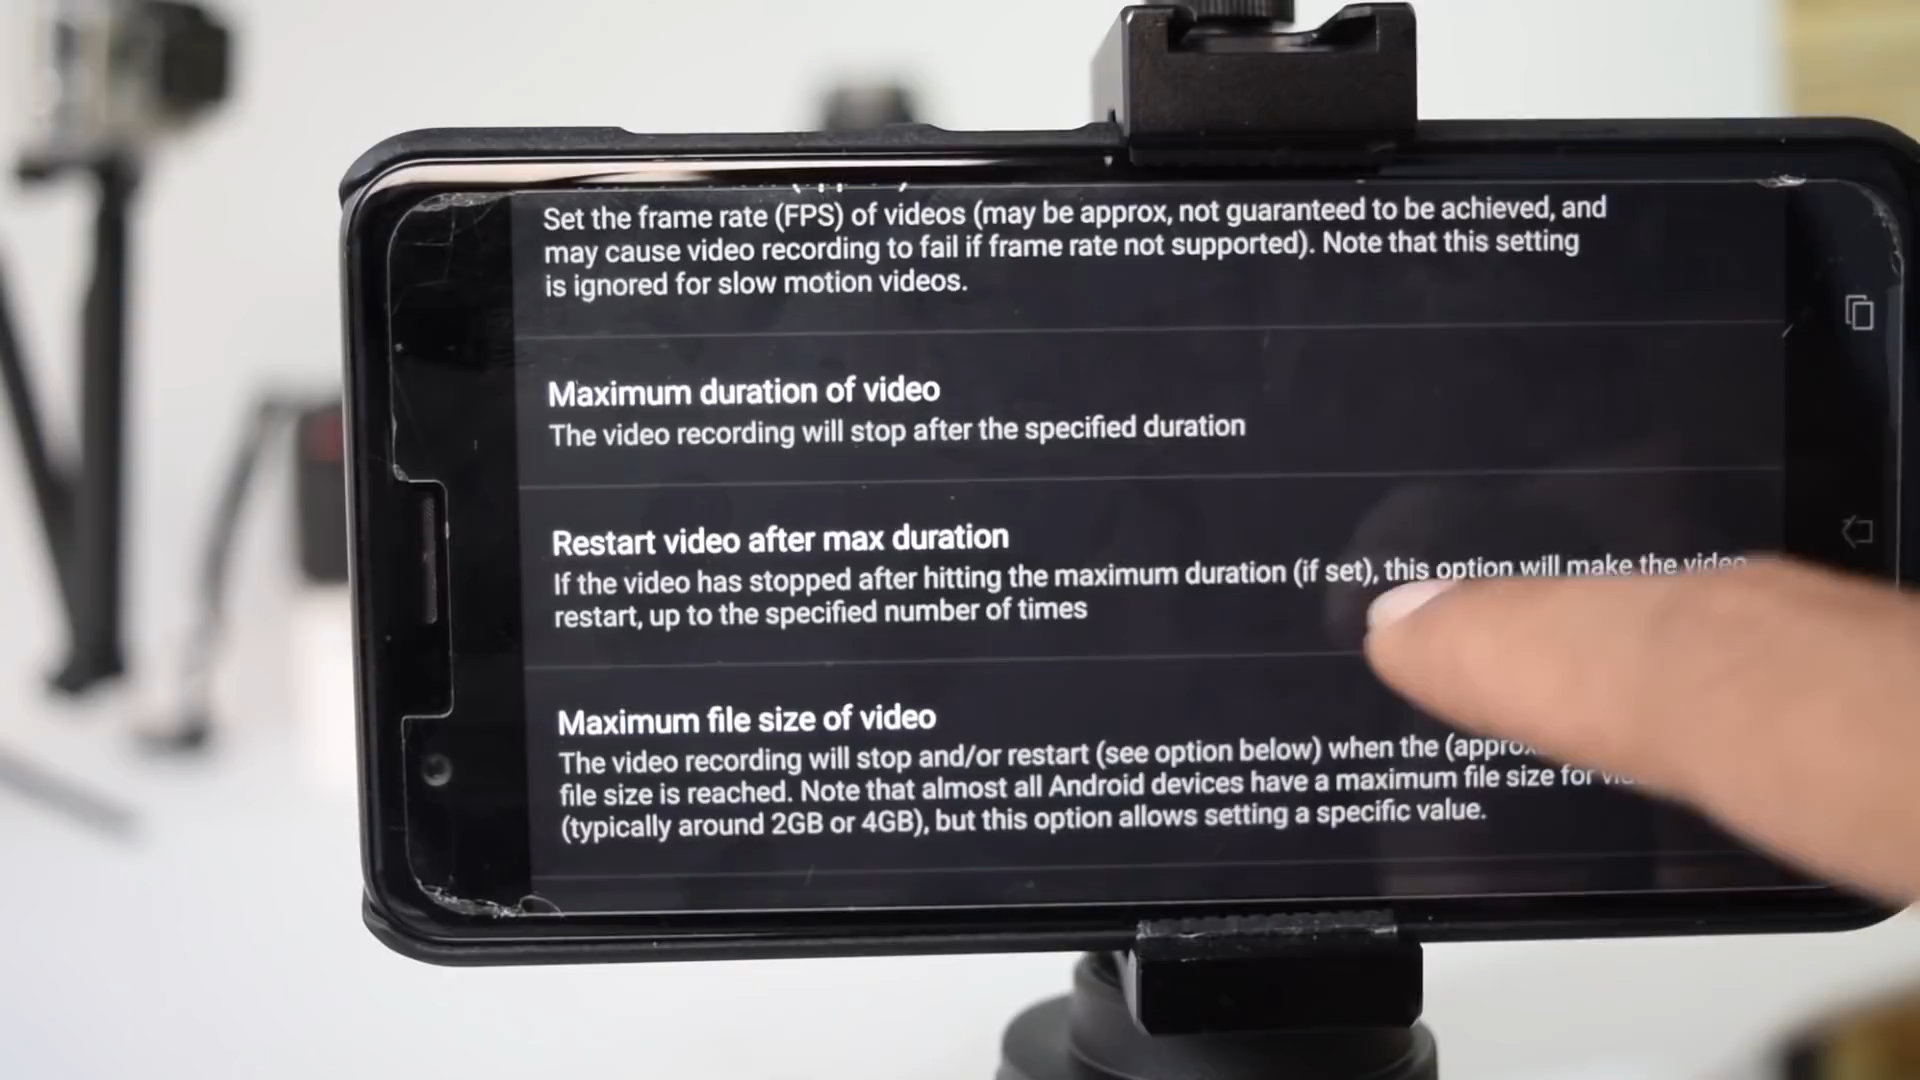 Set the frame rate (FPS) of videos (may be approx, not guaranteed to be achieved, and
may cause video recording to fail if frame rate not supported). Note that this setting
is ignored for slow motion videos.
Maximum duration of video
The video recording will stop after the specified duration
Restart video after max duration
If the video has stopped after hitting the maximum duration (if set), this option will make the video
restart, up to the specified number of times
Maximum file size of video
The video recording will stop and/or restart (see option below) when the
file size is reached. Note that almost all Android devices have a maximum file size for
(typically around 2GB or 4GB), but this option allows setting a specific value.